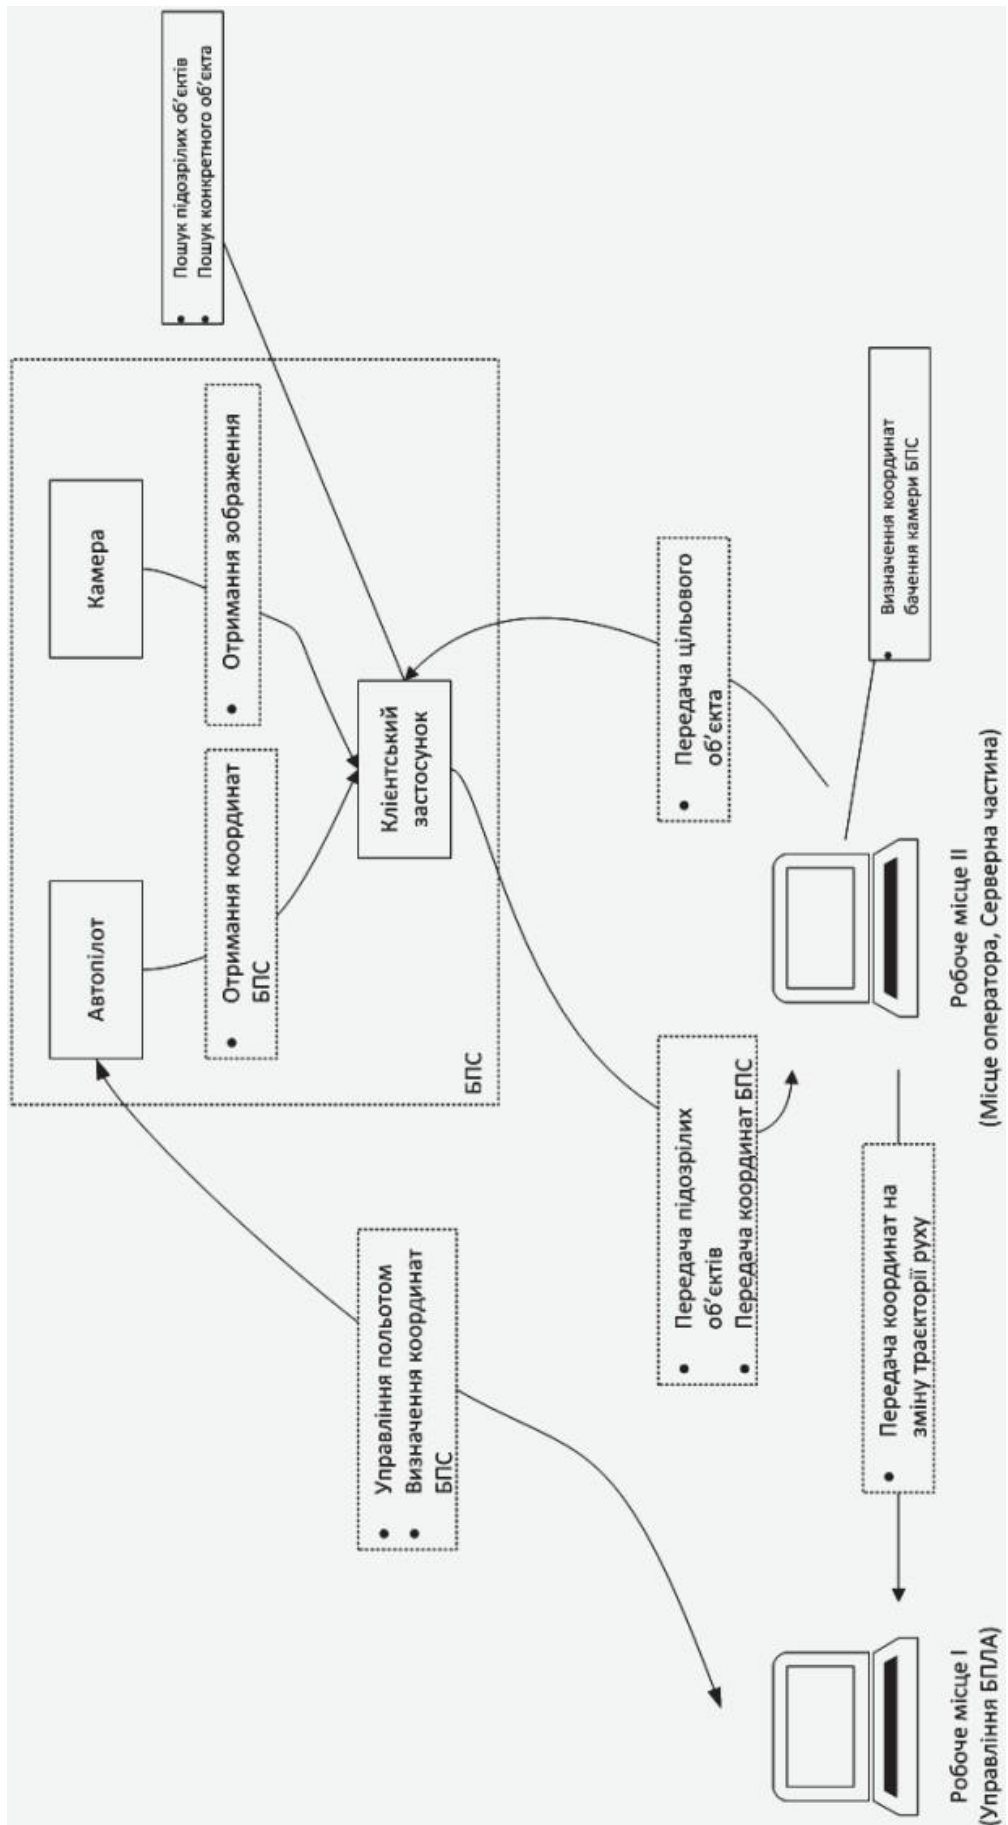 Автопілот
Камера
Отримання координат
БПС
Отримання зображення
Пошук підозрілих об'єктів
Пошук конкретного об'єкта
Клієнтський
застосунок
БПС
Управління польотом
Визначення координат
БПС
Передача підозрілих
об'єктів
Передача координат БПС
Передача цільового
об'єкта
Передача координат на
зміну траєкторії руху
Визначення координат
бачення камери БПС
Робоче місце I
(Управління БПЛА)
Робоче місце II
(Місце оператора, Серверна частина)